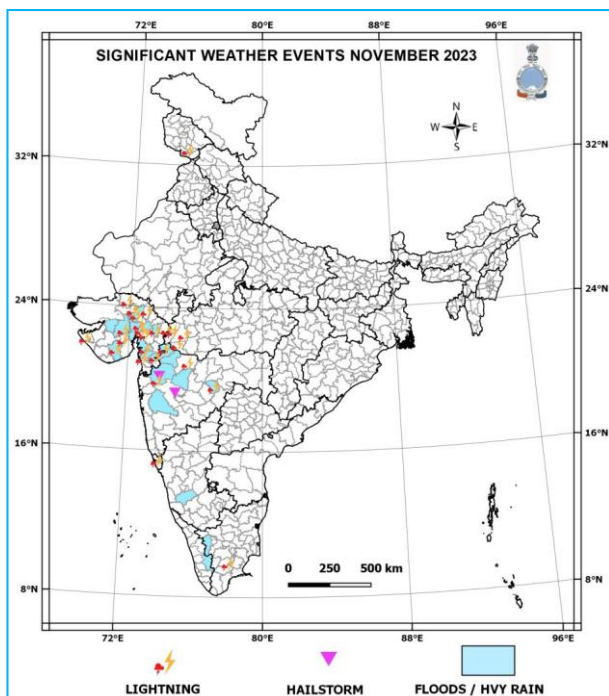 72°E 80°E 88°E 96°E
SIGNIFICANT WEATHER EVENTS NOVEMBER 2023
N
W E
S
32°N 32°N
24°N 24°N
16°N 16°N
0 250 500 km
8°N 8°N
72°E 80°E 88°E 96°E
LIGHTNING HAILSTORM FLOODS / HVY RAIN